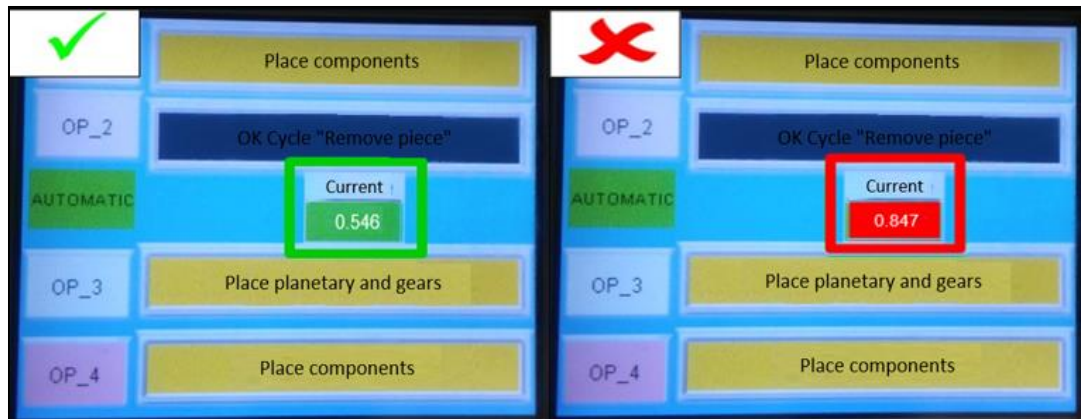 Place components
OP_2
OK Cycle "Remove piece"
AUTOMATIC
Current
0.546
OP_3
Place planetary and gears
OP_4
Place components
Place components
OP_2
OK Cycle "Remove piece"
AUTOMATIC
Current
0.847
OP_3
Place planetary and gears
OP_4
Place components